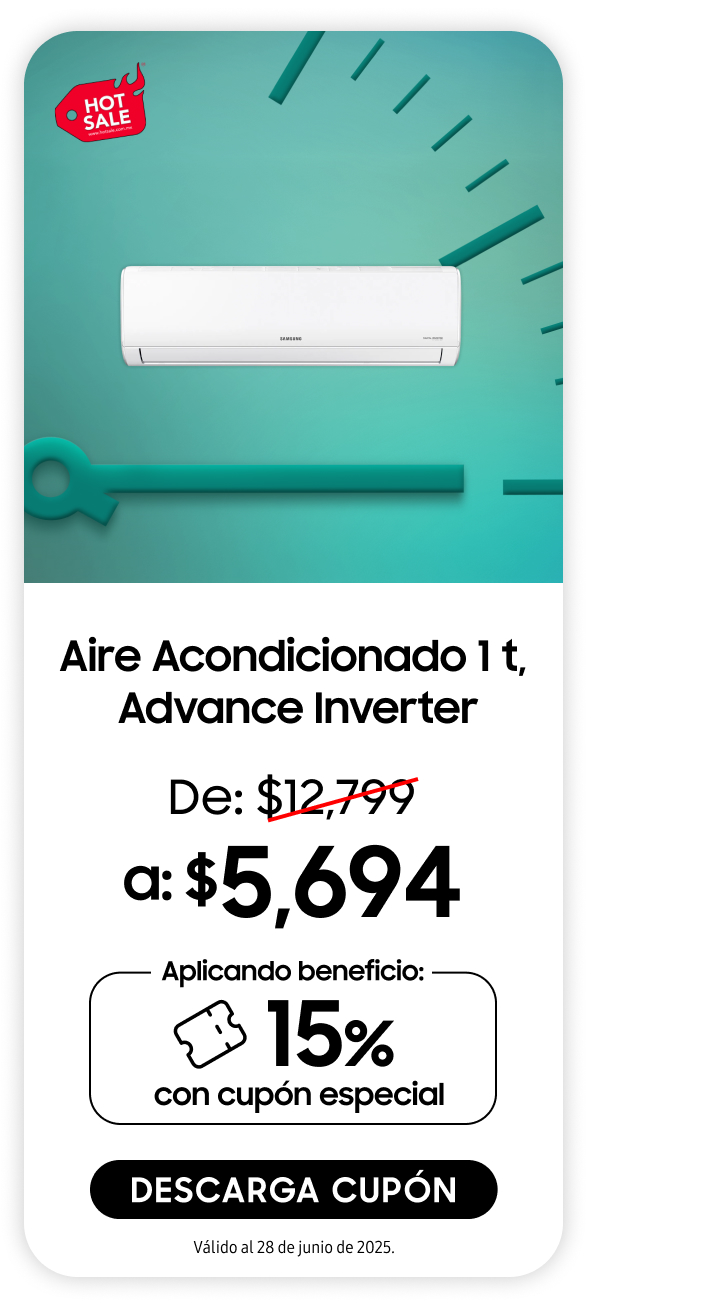 HOT
SALE
www.hotsale.com.mx
SAMSUNG
Aire Acondicionado 1 t,
Advance Inverter
De: $12,799
a: $5,694
Aplicando beneficio:
15%
con cupón especial
DESCARGA CUPÓN
Válido al 28 de junio de 2025.